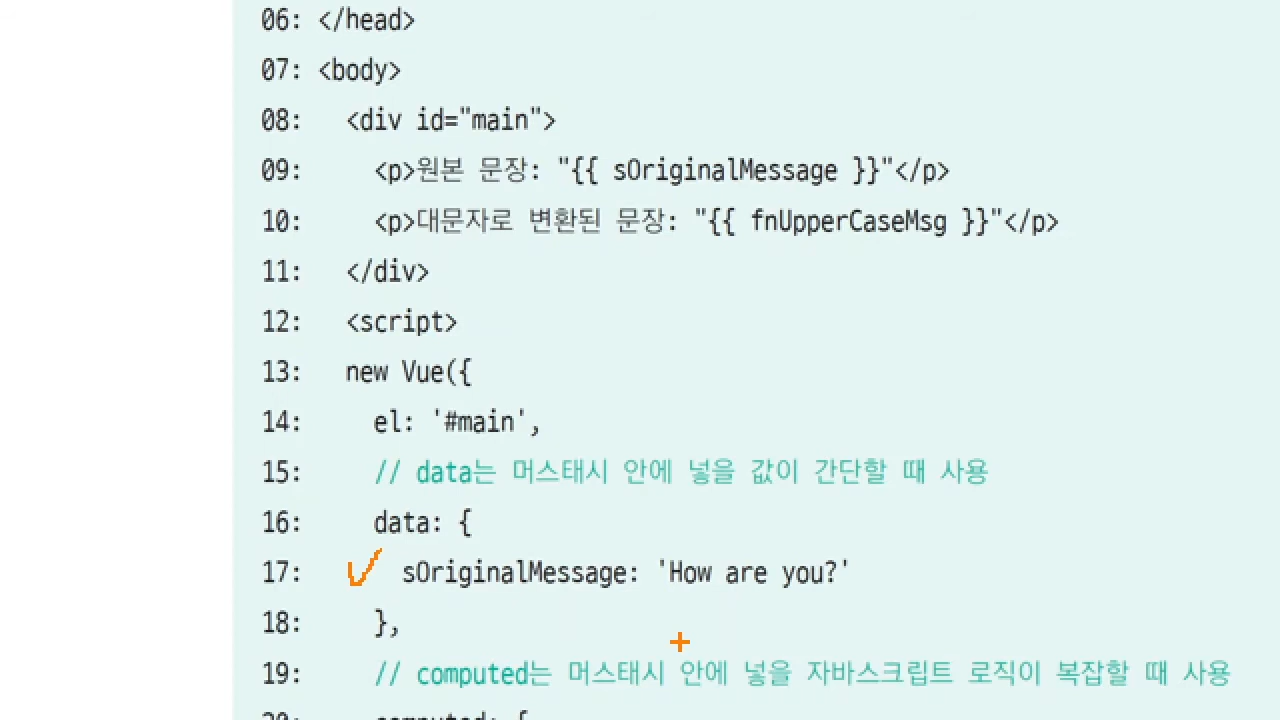 06: </head>
07: <body>
08:   <div id="main">
09:     <p>원본 문장: "{{ sOriginalMessage }}"</p>
10:     <p>대문자로 변환된 문장: "{{ fnUpperCaseMsg }}"</p>
11:   </div>
12:   <script>
13:   new Vue({
14:     el: '#main',
15:     // data는 머스태시 안에 넣을 값이 간단할 때 사용
16:     data: {
17:       sOriginalMessage: 'How are you?'
18:     },
19:     // computed는 머스태시 안에 넣을 자바스크립트 로직이 복잡할 때 사용
20:     computed: {